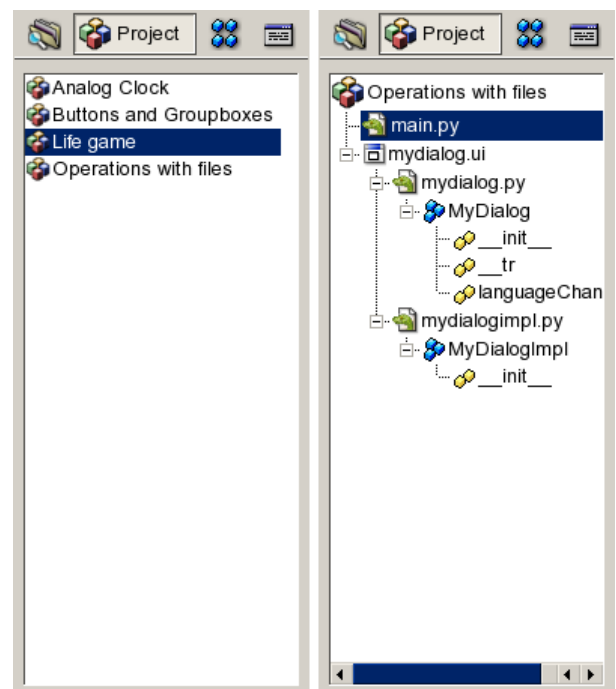 Project
Analog Clock
Buttons and Groupboxes
Life game
Operations with files
Project
Operations with files
main.py
mydialog.ui
mydialog.py
MyDialog
__init__
__tr
languageChan
mydialogimpl.py
MyDialogImpl
__init__